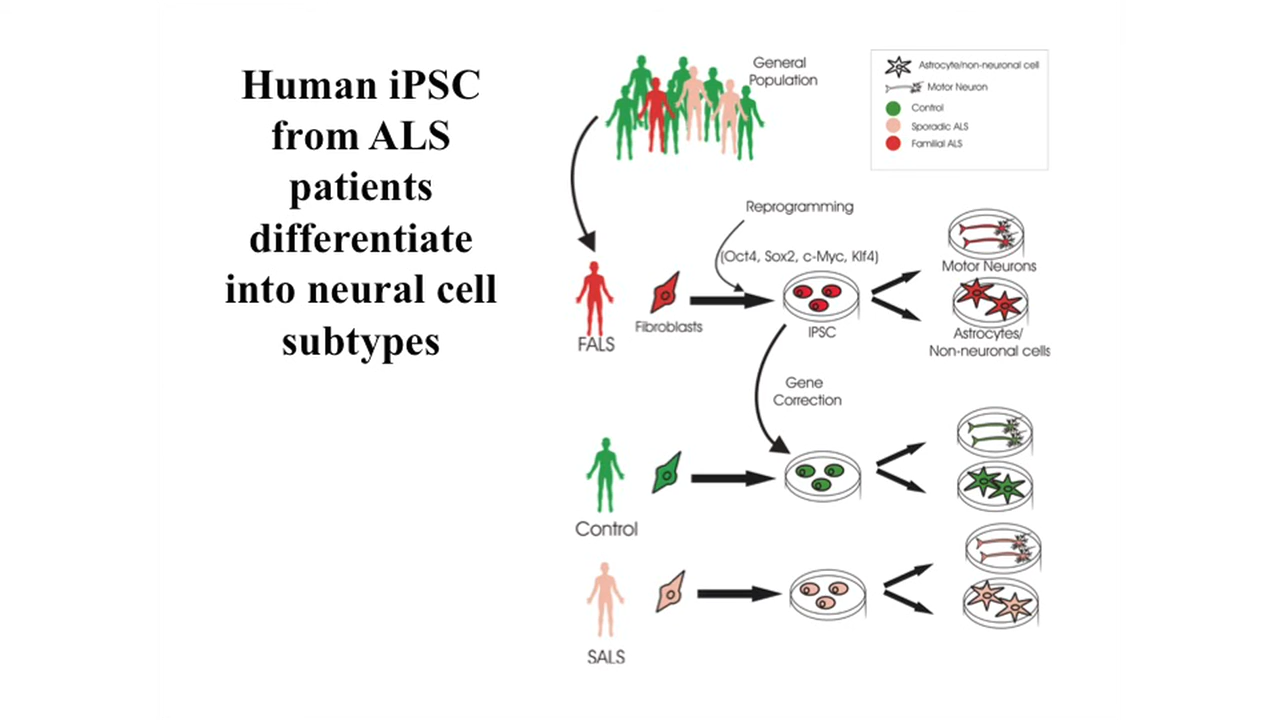 Human iPSC
from ALS
patients
differentiate
into neural cell
subtypes
General
Population
Astrocyte/non-neuronal cell
Motor Neuron
Control
Sporadic ALS
Familial ALS
Reprogramming
(Oct4, Sox2, c-Myc, Klf4)
Motor Neurons
Fibroblasts
IPSC
FALS
Astrocytes/
Non-neuronal cells
Gene
Correction
Control
SALS